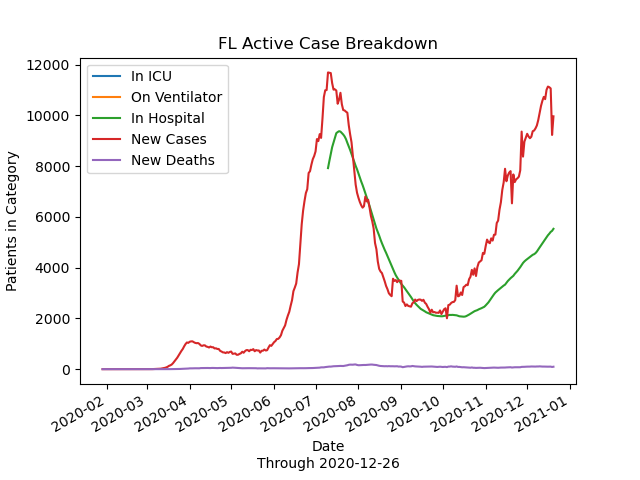 FL Active Case Breakdown
In ICU
On Ventilator
In Hospital
New Cases
New Deaths
Patients in Category
12000
10000
8000
6000
4000
2000
0
2020-02
2020-03
2020-04
2020-05
2020-06
2020-07
2020-08
2020-09
2020-10
2020-11
2020-12
2021-01
Date
Through 2020-12-26